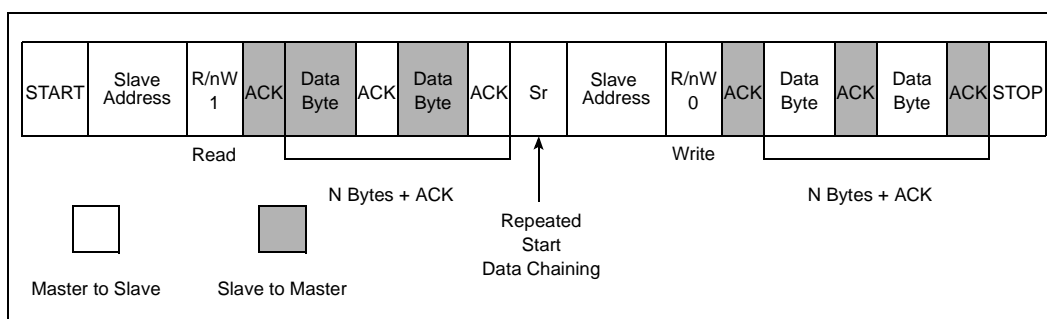 START Slave Address R/nW 1 ACK Data Byte ACK Data Byte ACK Sr Slave Address R/nW 0 ACK Data Byte ACK Data Byte ACK STOP
Read Write
N Bytes + ACK N Bytes + ACK
Repeated
Start
Data Chaining
Master to Slave Slave to Master